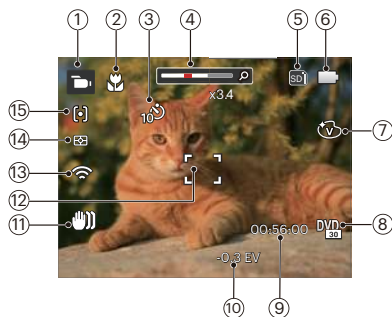 ① ② ③ ④ ⑤ ⑥
SD
x3.4
10
V
⑦
⑮
⑭
⑬
⑫
⑪
00:56:00
DVD
30
⑧
-0.3 EV
⑩ ⑨